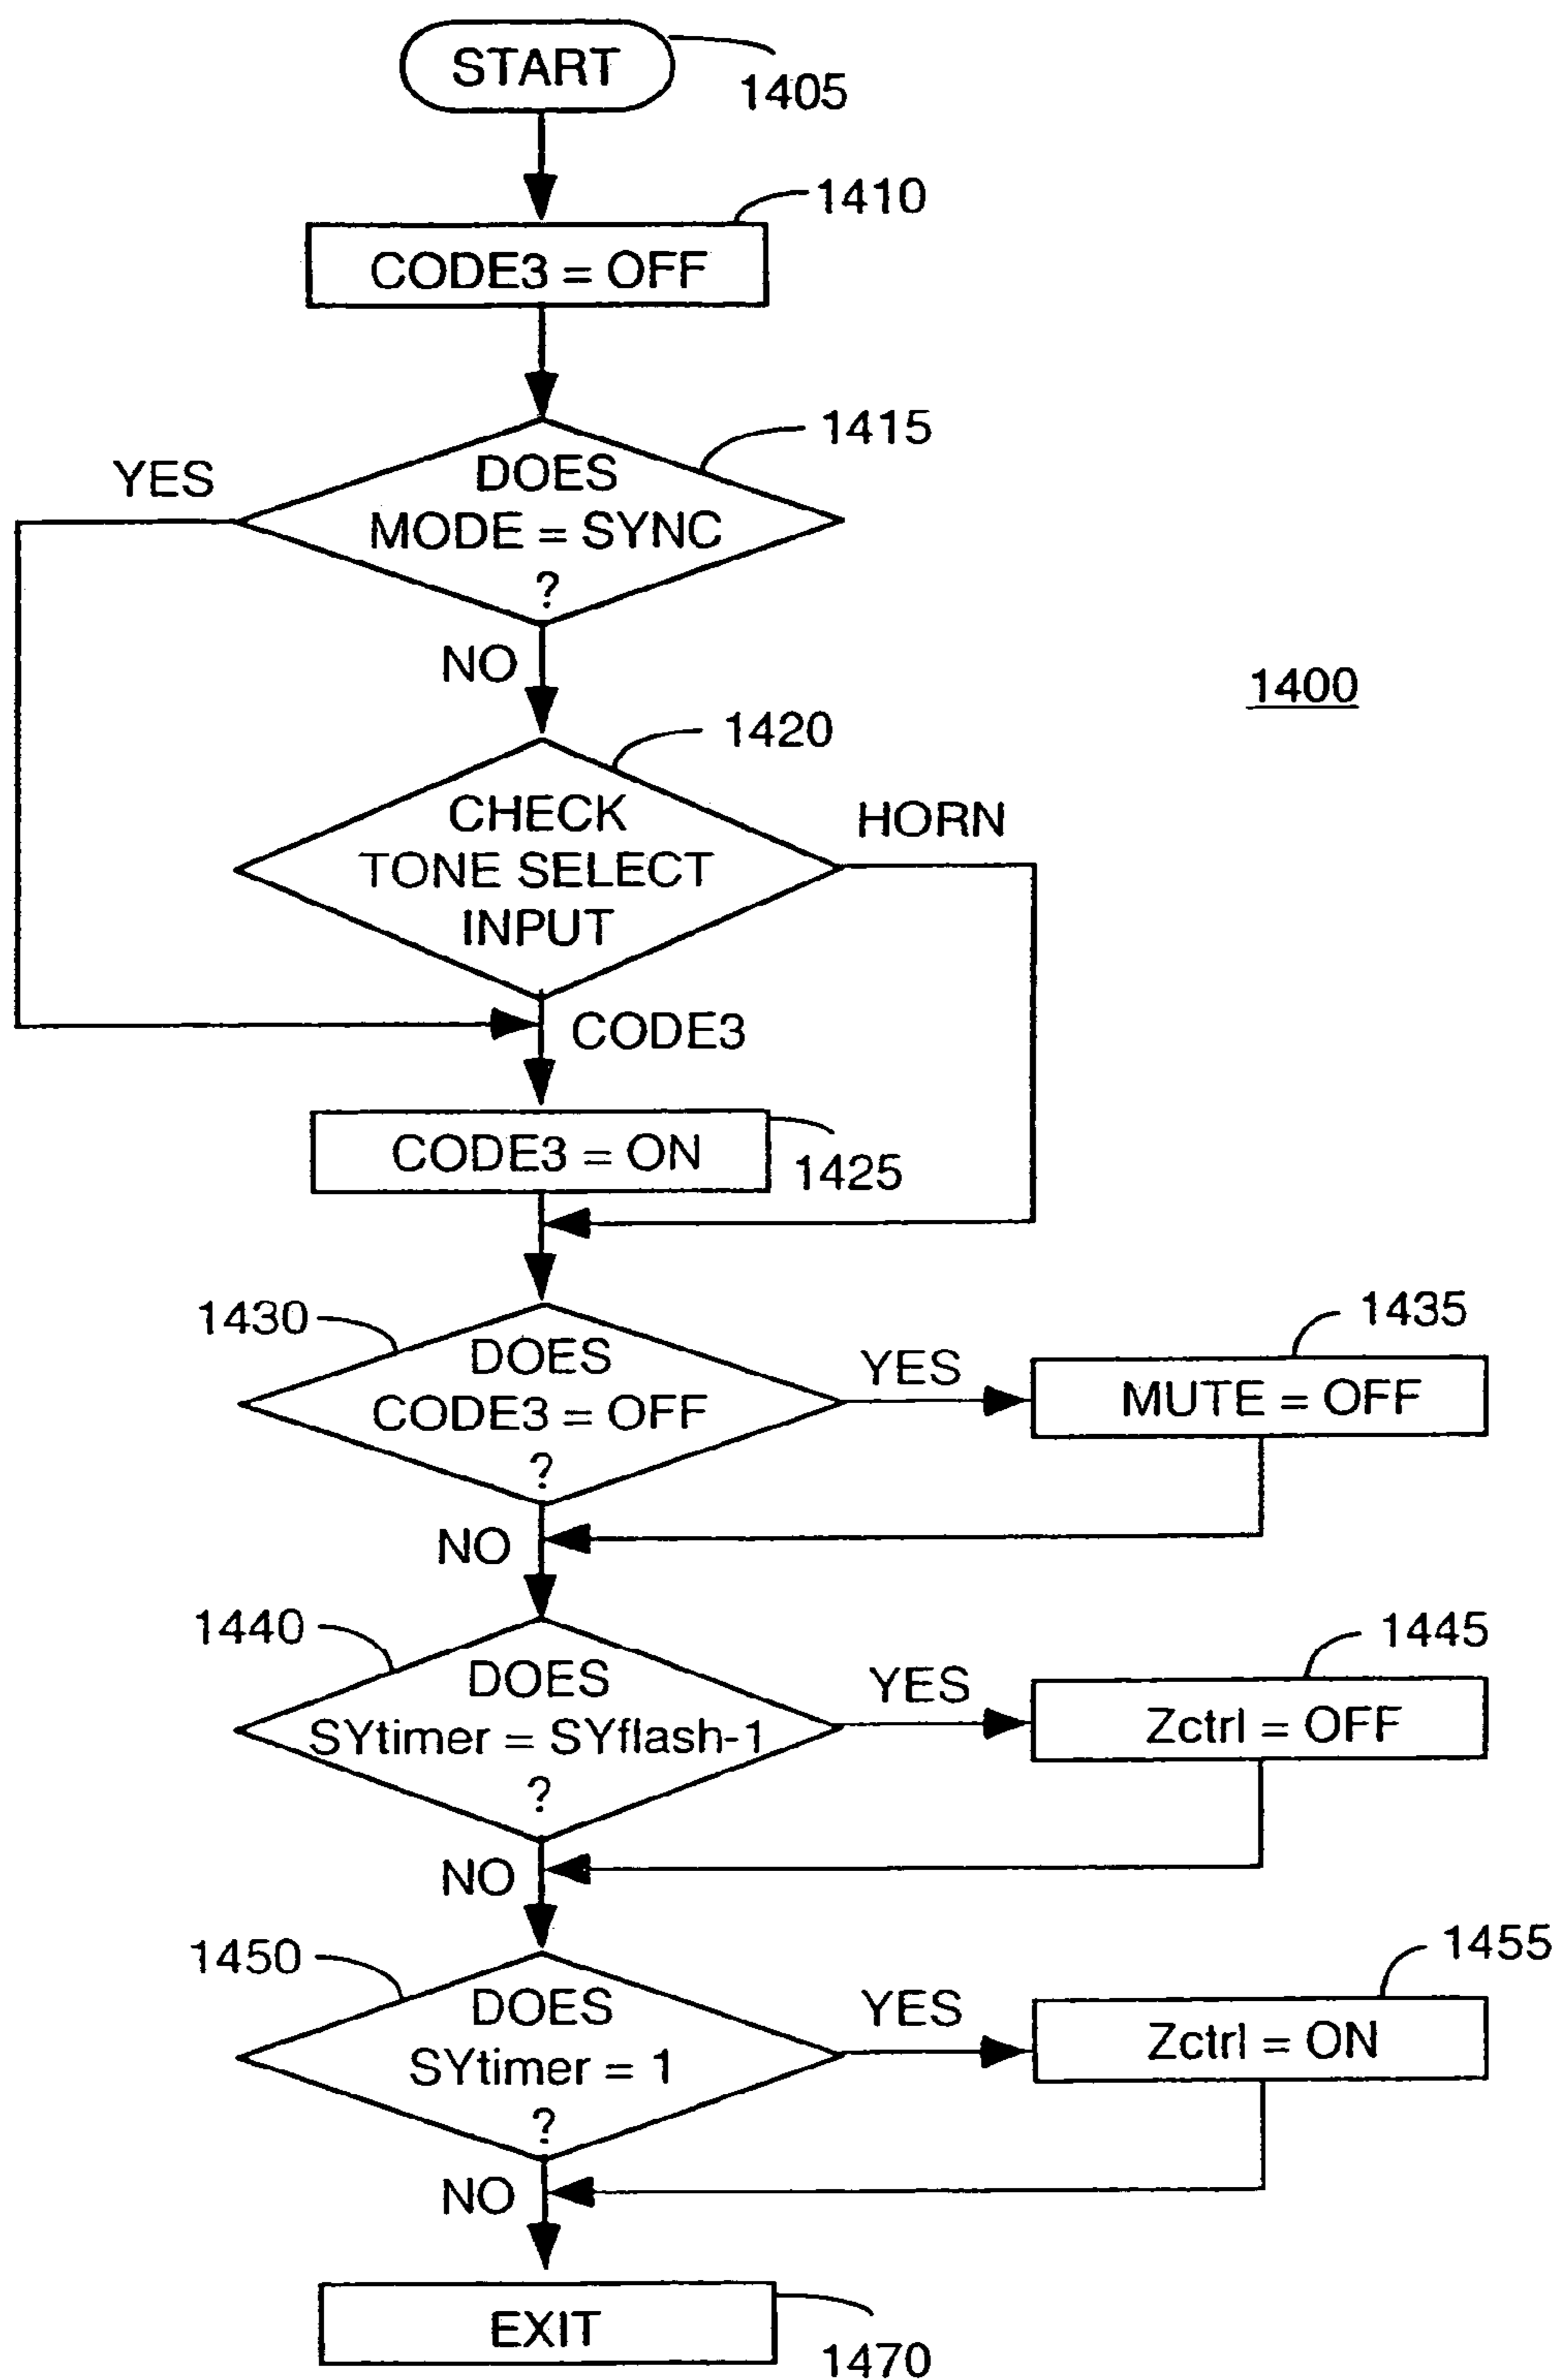 START
1405
1410
CODE3 = OFF
1415
YES
DOES
MODE = SYNC
?
NO
1400
1420
CHECK
TONE SELECT
INPUT
HORN
CODE3
CODE3 = ON
1425
1430
DOES
CODE3 = OFF
?
YES
1435
MUTE = OFF
NO
1440
DOES
SYtimer = SYflash-1
?
YES
1445
Zctrl = OFF
NO
1450
DOES
SYtimer = 1
?
YES
1455
Zctrl = ON
NO
EXIT
1470